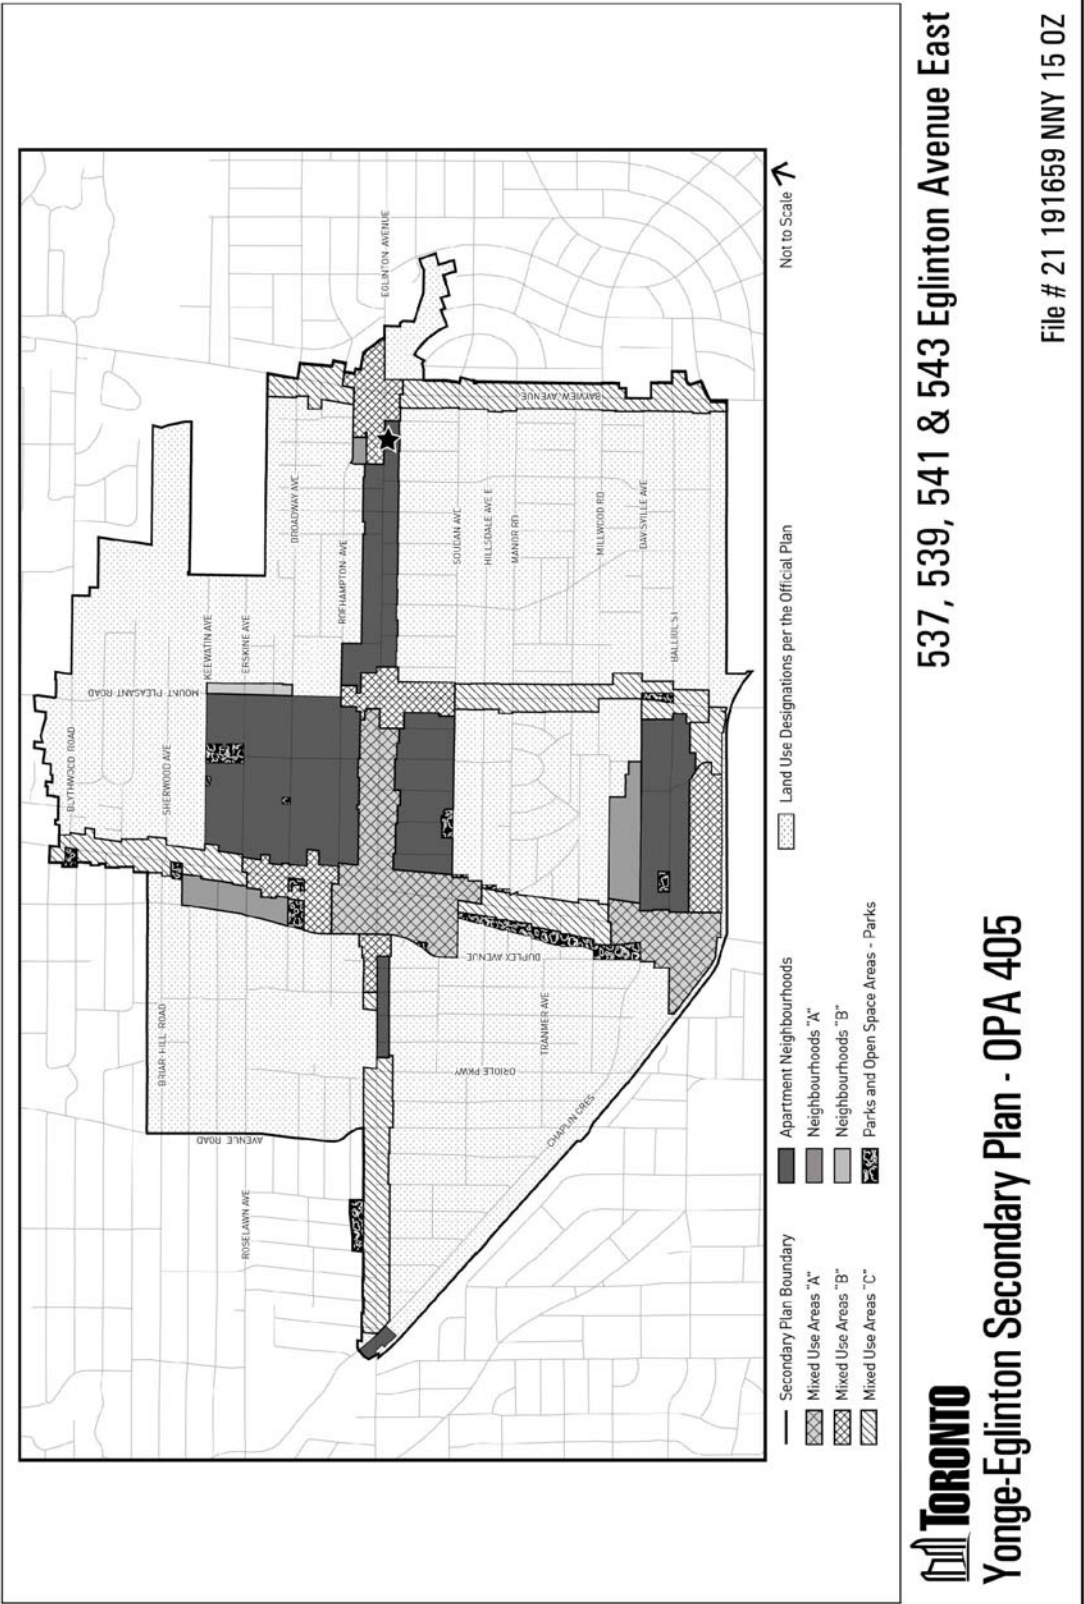 BLYTHWOOD ROAD
SHERWOOD AVE
MOUNT PLEASANT ROAD
KEEWATIN AVE
ERSKINE AVE
BROADWAY AVE
ROEHAMPTON AVE
EGLINTON AVENUE
BRIAR HILL ROAD
AVENUE ROAD
ROSELAWN AVE
DUPLEX AVENUE
ORIOLE PKWY
TRANMER AVE
CHAPLIN CRES
SOUDAN AVE
HILLSDALE AVE E
MANOR RD
BAYVIEW AVENUE
MILLWOOD RD
DAVISVILLE AVE
BALLIOL ST
Not to Scale
Secondary Plan Boundary
Mixed Use Areas "A"
Mixed Use Areas "B"
Mixed Use Areas "C"
Apartment Neighbourhoods
Neighbourhoods "A"
Neighbourhoods "B"
Parks and Open Space Areas - Parks
Land Use Designations per the Official Plan
TORONTO
Yonge-Eglinton Secondary Plan - OPA 405
537, 539, 541 & 543 Eglinton Avenue East
File # 21 191659 NNY 15 OZ